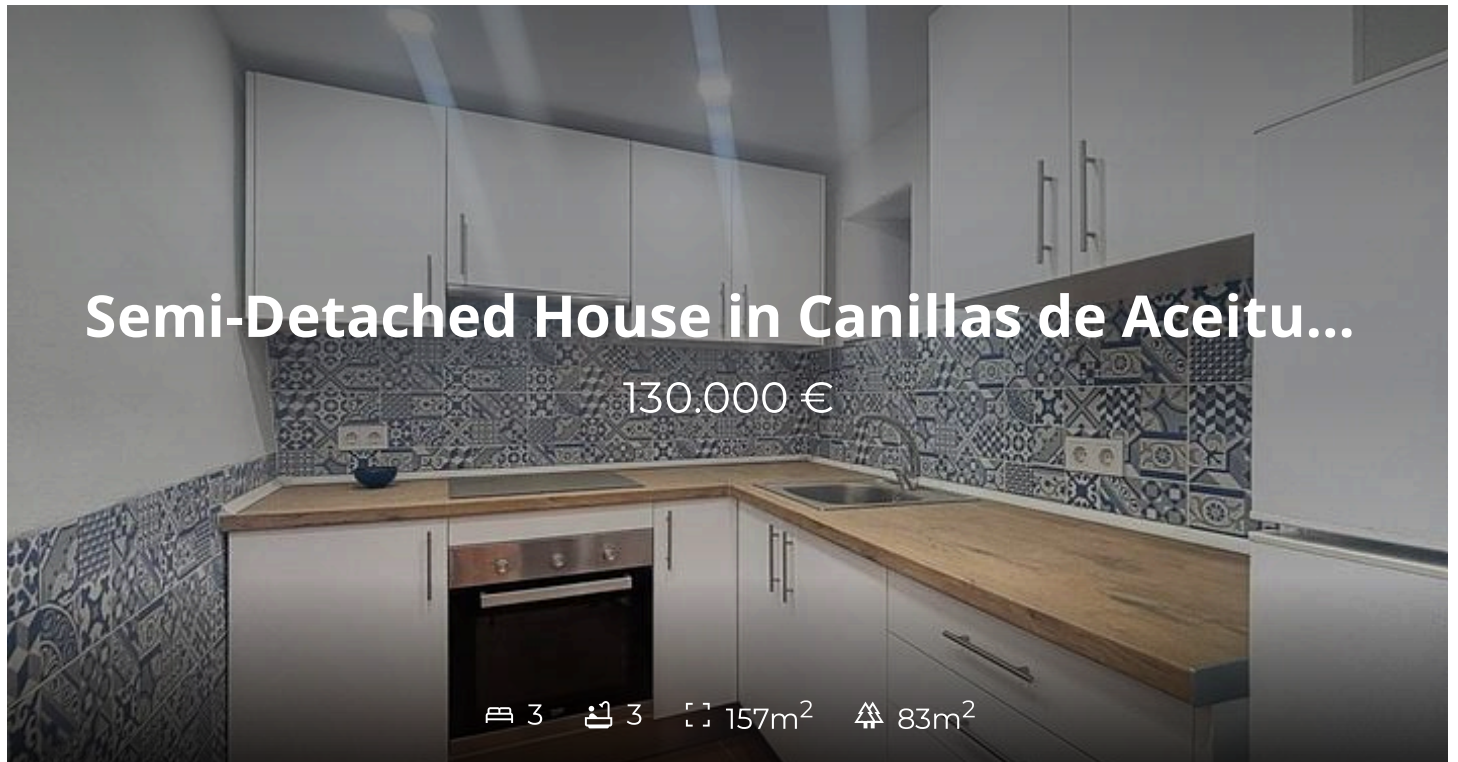 Semi-Detached House in Canillas de Aceitu...
130.000 €
3 3 157m² 83m²